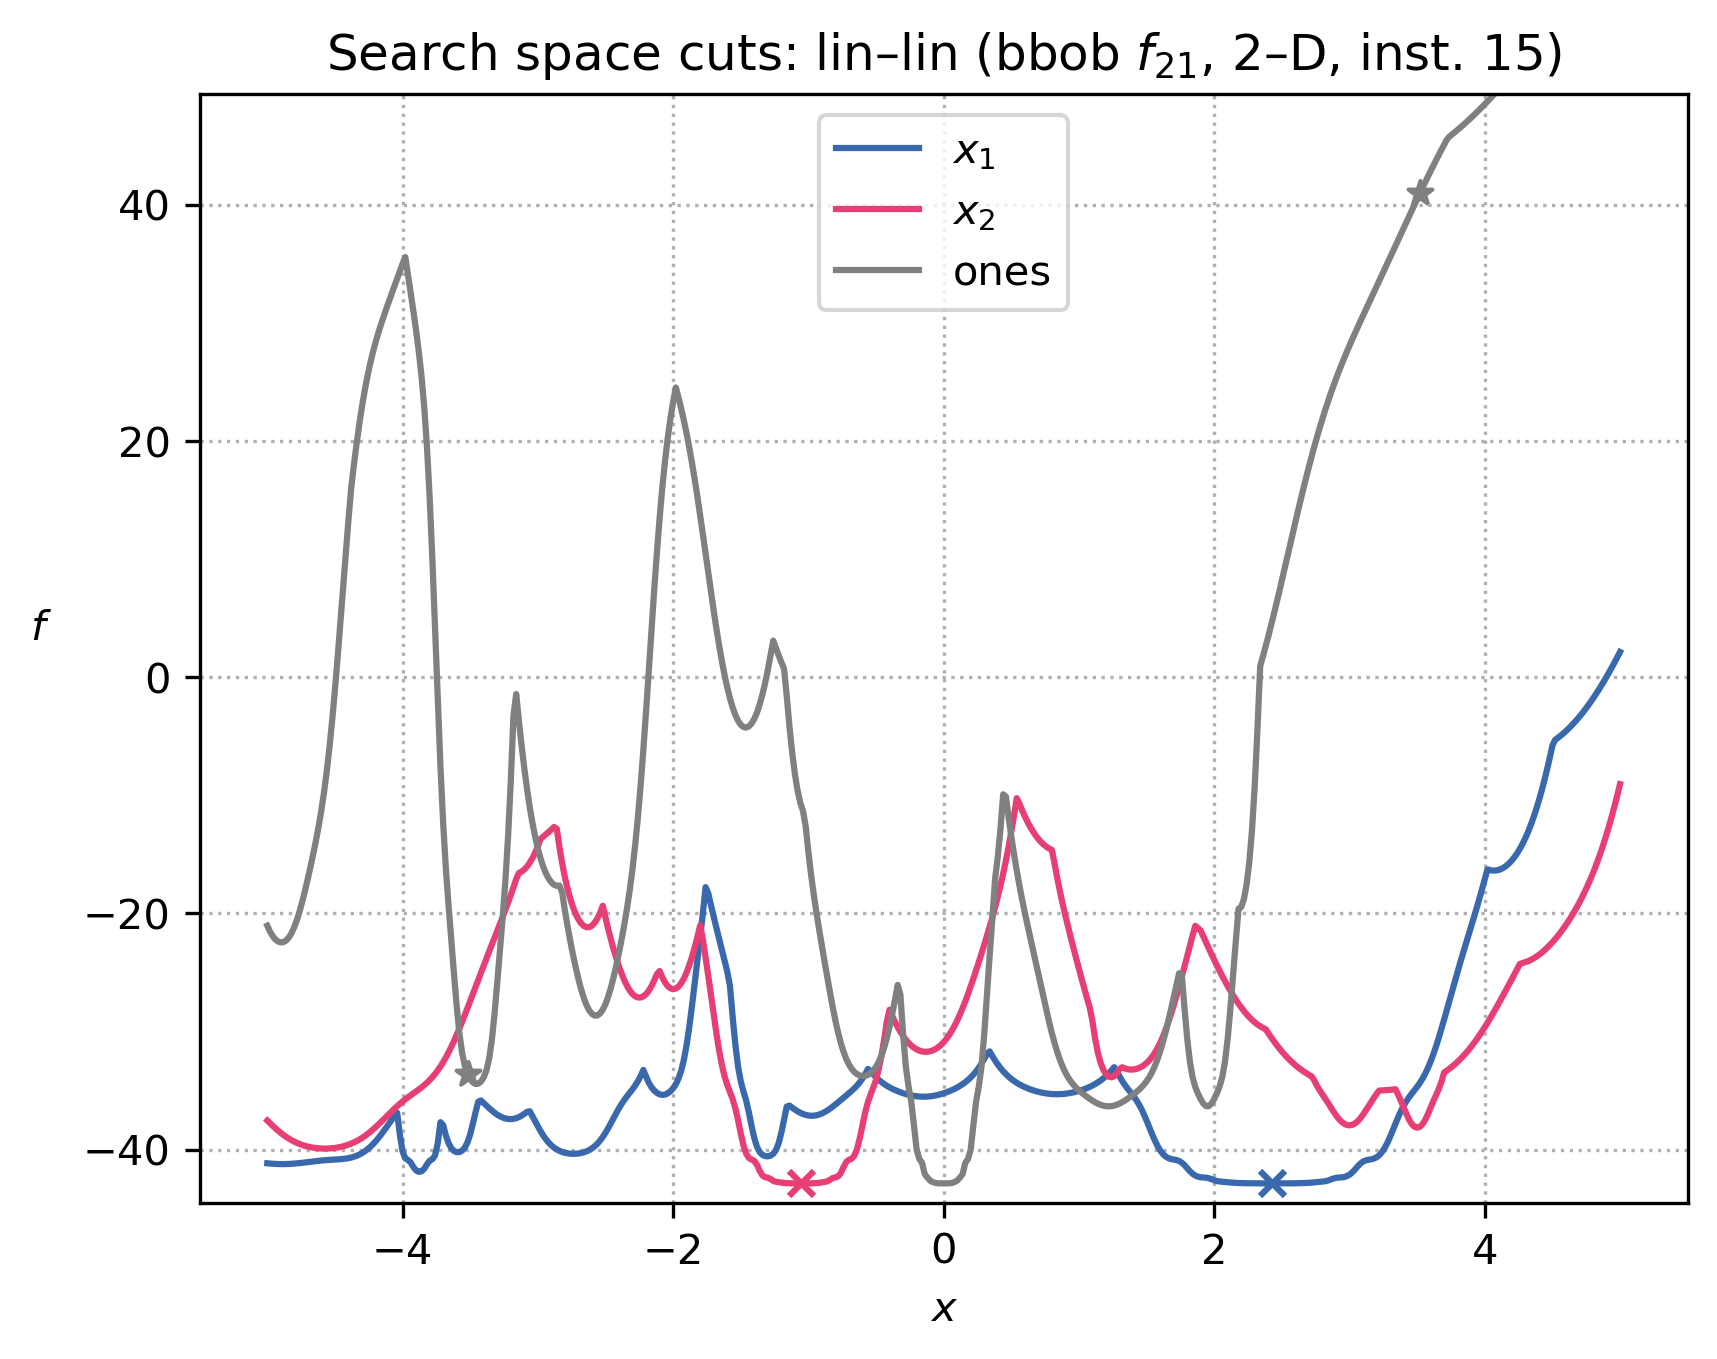 Search space cuts: lin–lin (bbob f₂₁, 2–D, inst. 15)
x₁
x₂
ones
40
20
0
−20
−40
f
−4 −2 0 2 4
x